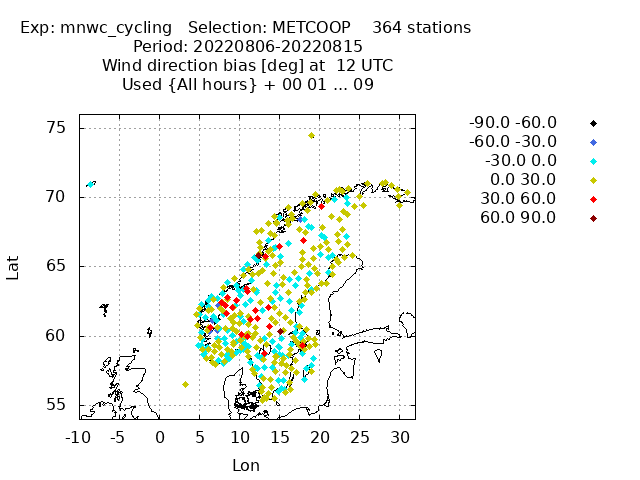 Exp: mnwc_cycling   Selection: METCOOP    364 stations
Period: 20220806-20220815
Wind direction bias [deg] at  12 UTC
Used {All hours} + 00 01 ... 09
-90.0 -60.0
-60.0 -30.0
-30.0 0.0
0.0 30.0
30.0 60.0
60.0 90.0
75
70
65
60
55
Lat
-10 -5 0 5 10 15 20 25 30
Lon